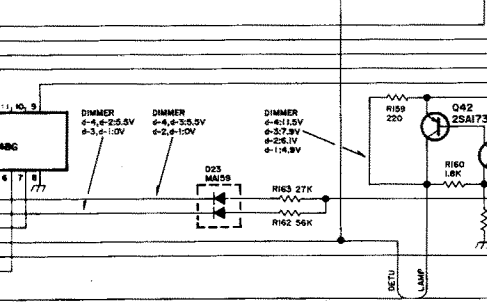 11, 10, 9
4BG
6 7 8
DIMMER
d-4,d-2:5.5V
d-3,d-1:0V
DIMMER
d-4,d-3:5.5V
d-2,d-1:0V
DIMMER
d-4:11.5V
d-3:7.9V
d-2:6.1V
d-1:4.9V
R159
220
Q42
2SA173
R160
1.8K
D23
MA159
R163 27K
R162 56K
DETU
LAMP